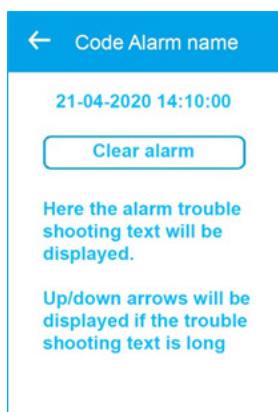 Code Alarm name
21-04-2020 14:10:00
Clear alarm
Here the alarm trouble
shooting text will be
displayed.
Up/down arrows will be
displayed if the trouble
shooting text is long